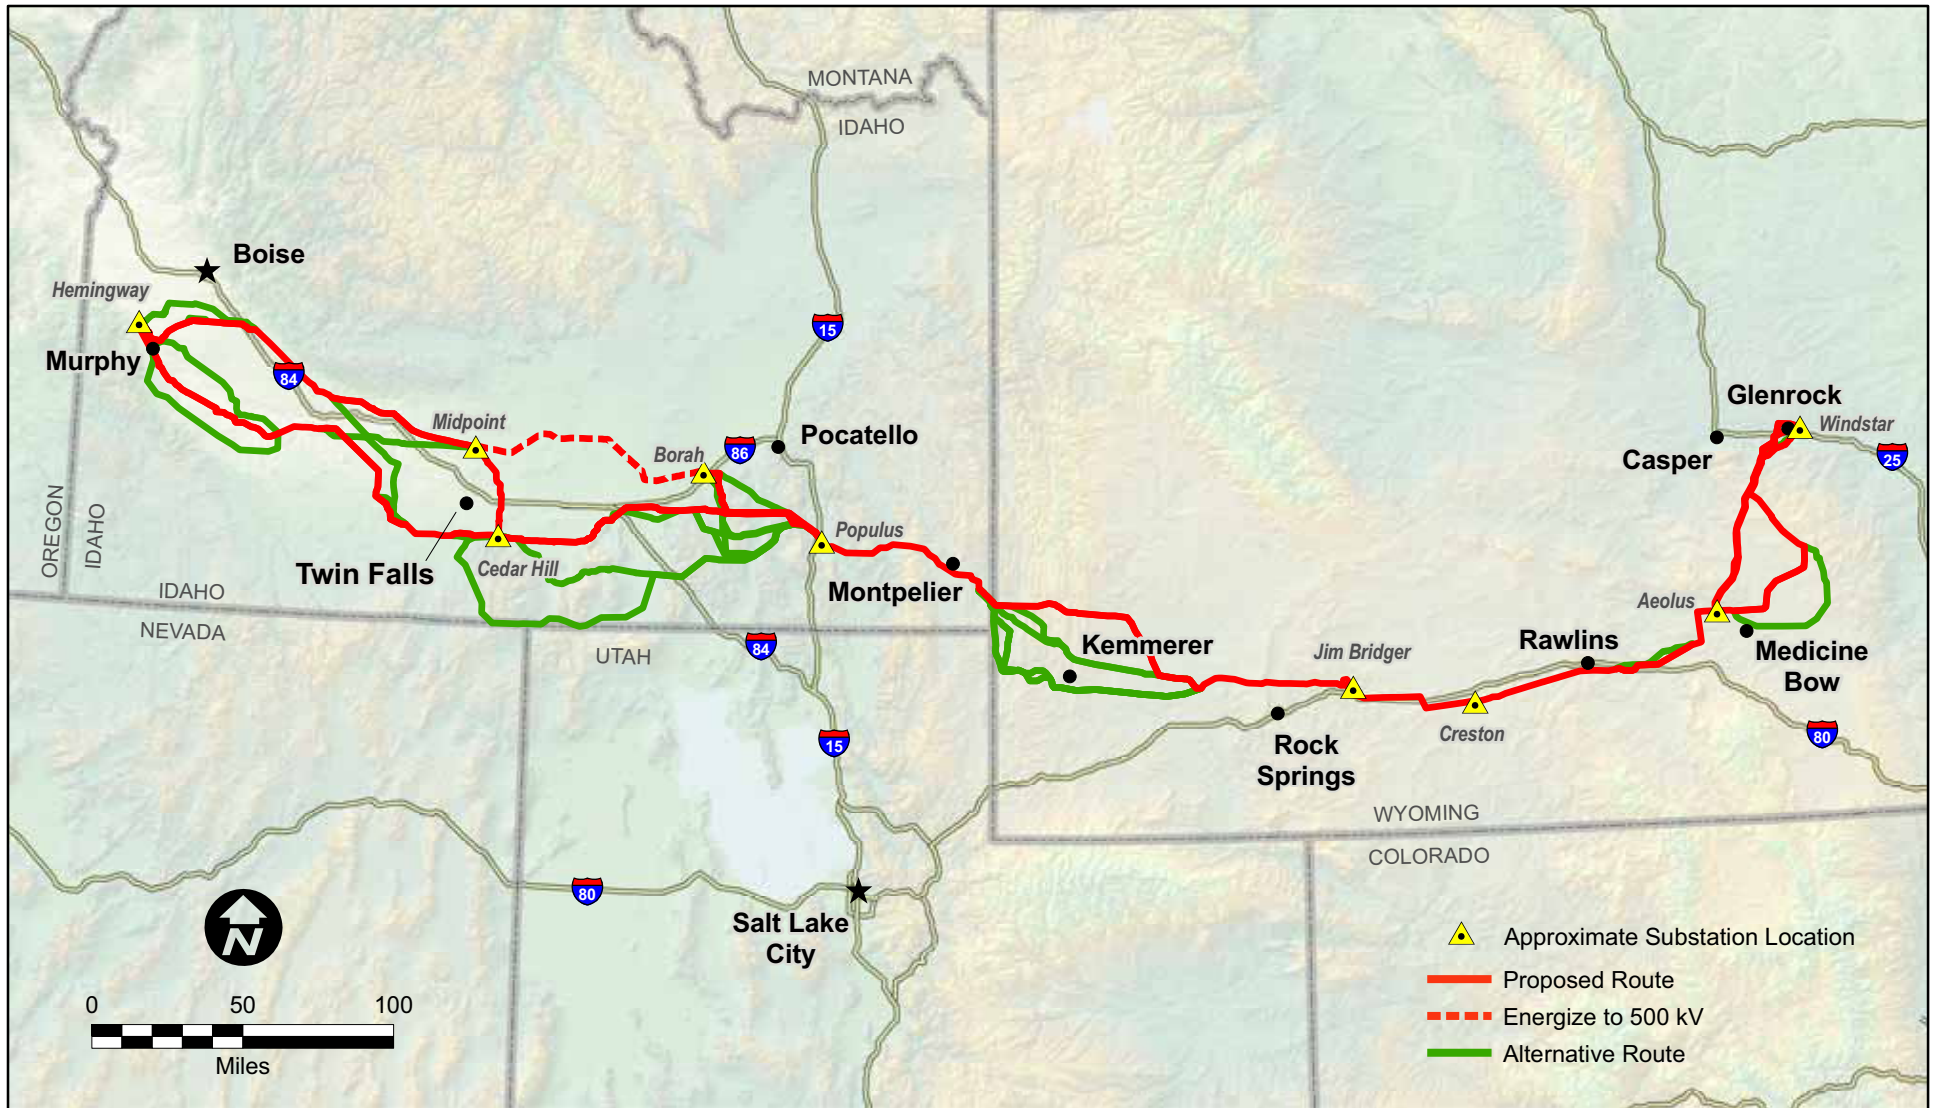 MONTANA
IDAHO
Boise
Hemingway
15
Murphy
84
Midpoint
Borah
86
Pocatello
Glenrock
Windstar
Casper
25
OREGON
IDAHO
Twin Falls
Cedar Hill
Populus
Montpelier
IDAHO
NEVADA
UTAH
84
Kemmerer
Jim Bridger
Rawlins
Aeolus
Medicine
Bow
Creston
Rock
Springs
15
80
WYOMING
COLORADO
80
Salt Lake
City
N
0 50 100
Miles
Approximate Substation Location
Proposed Route
Energize to 500 kV
Alternative Route